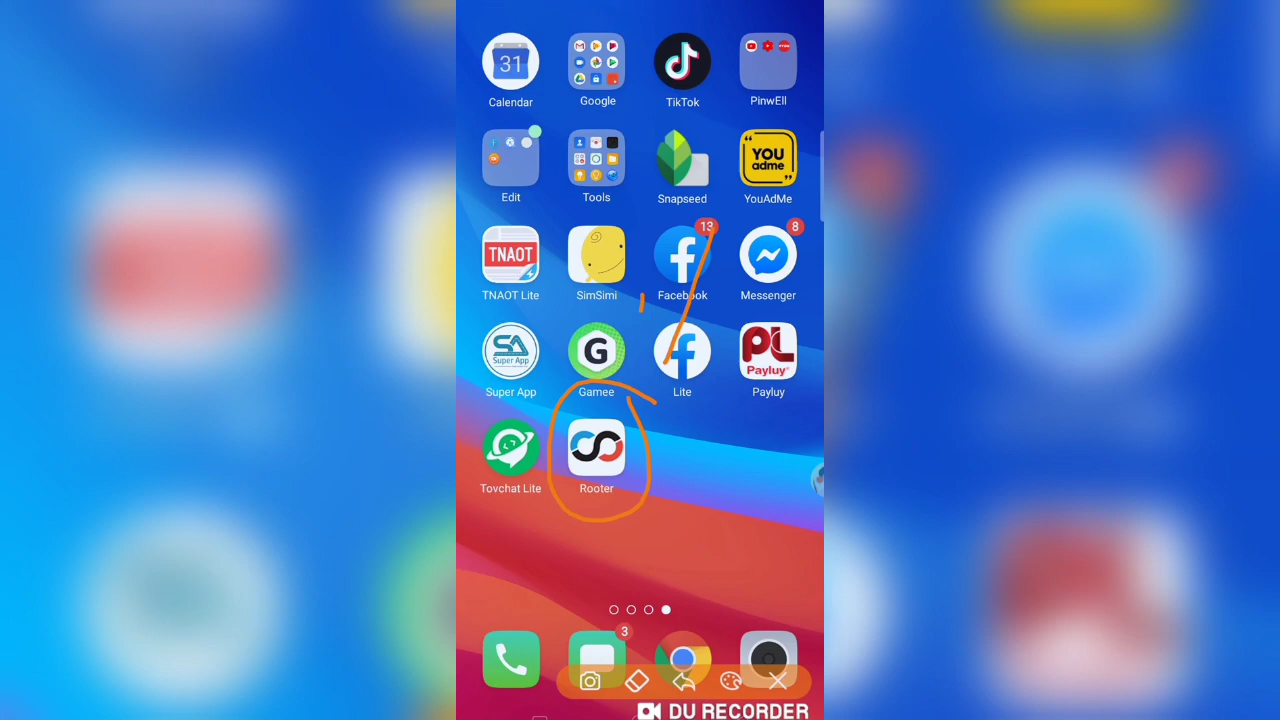 31
Calendar
Google
TikTok
PinwEll
Edit
Tools
Snapseed
YOU
adme
YouAdMe
TNAOT
TNAOT Lite
SimSimi
13
Facebook
8
Messenger
SA
Super App
Super App
G
Gamee
Lite
PL
Payluy
Payluy
Tovchat Lite
Rooter
3
DU RECORDER